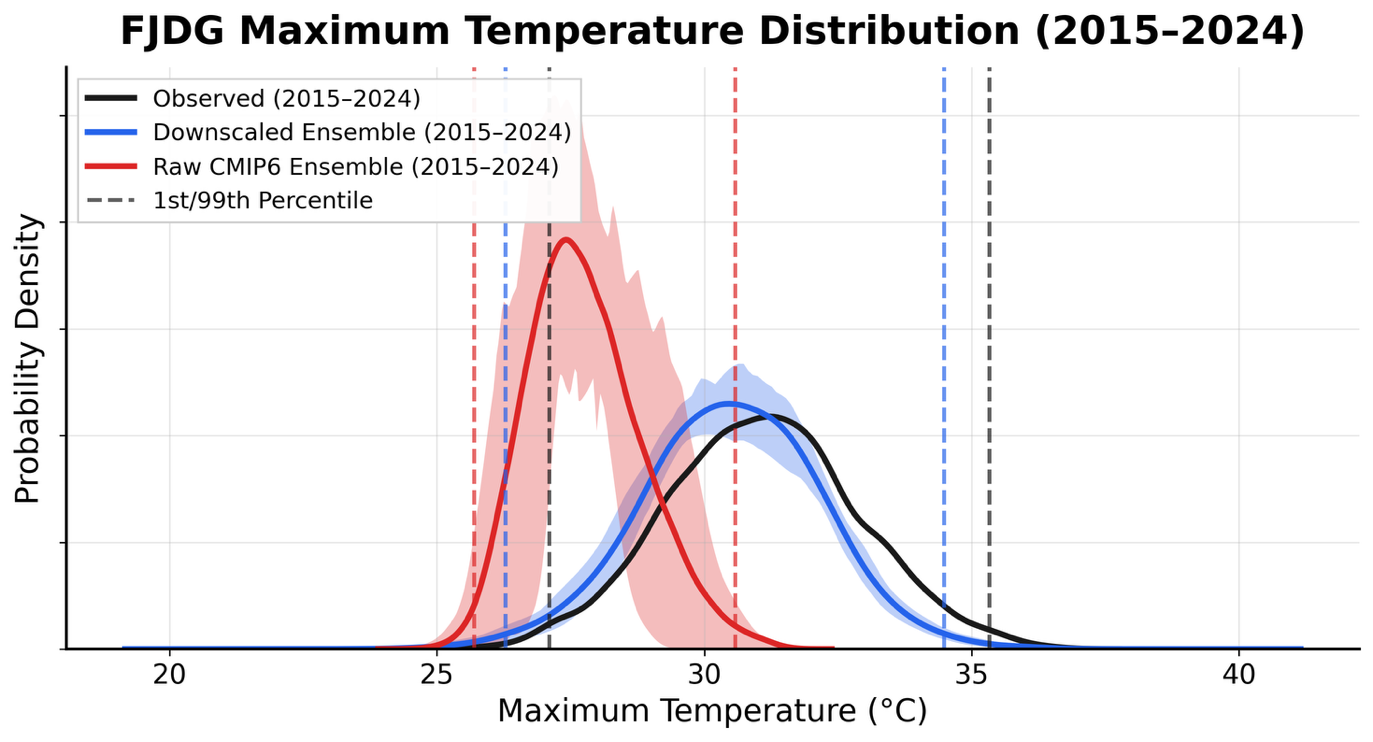 FJDG Maximum Temperature Distribution (2015–2024)
Observed (2015–2024)
Downscaled Ensemble (2015–2024)
Raw CMIP6 Ensemble (2015–2024)
1st/99th Percentile
Probability Density
20 25 30 35 40
Maximum Temperature (°C)